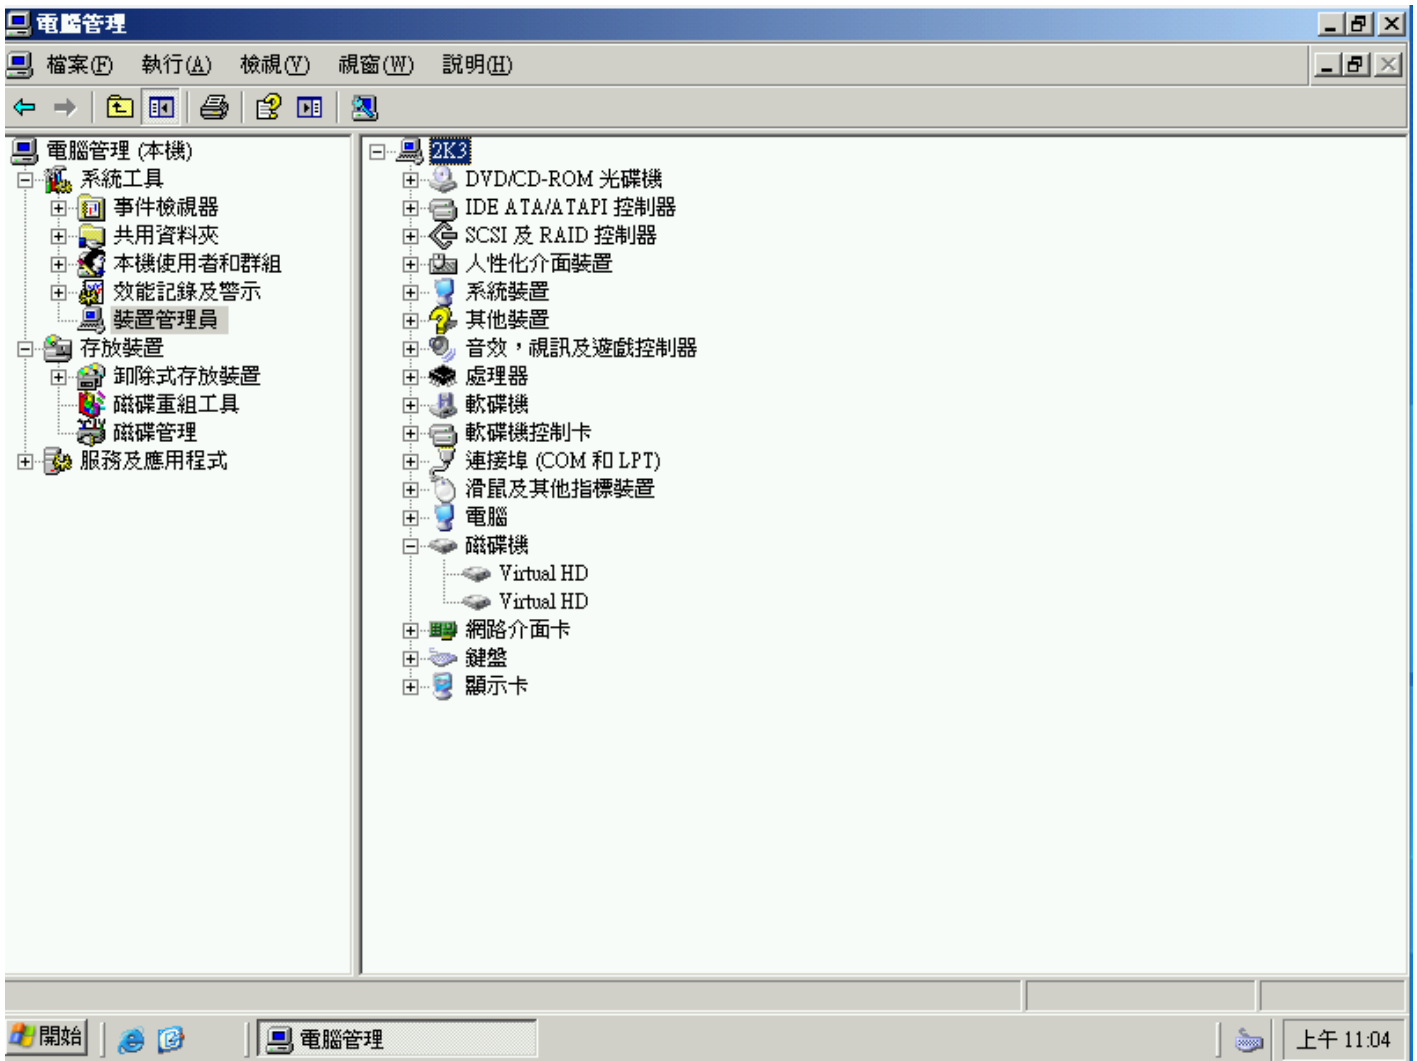 電腦管理
檔案(F) 執行(A) 檢視(V) 視窗(W) 說明(H)
電腦管理 (本機)
系統工具
事件檢視器
共用資料夾
本機使用者和群組
效能記錄及警示
裝置管理員
存放裝置
卸除式存放裝置
磁碟重組工具
磁碟管理
服務及應用程式
2K3
DVD/CD-ROM 光碟機
IDE ATA/ATAPI 控制器
SCSI 及 RAID 控制器
人性化介面裝置
系統裝置
其他裝置
音效，視訊及遊戲控制器
處理器
軟碟機
軟碟機控制卡
連接埠 (COM 和 LPT)
滑鼠及其他指標裝置
電腦
磁碟機
Virtual HD
Virtual HD
網路介面卡
鍵盤
顯示卡
開始
電腦管理
上午 11:04